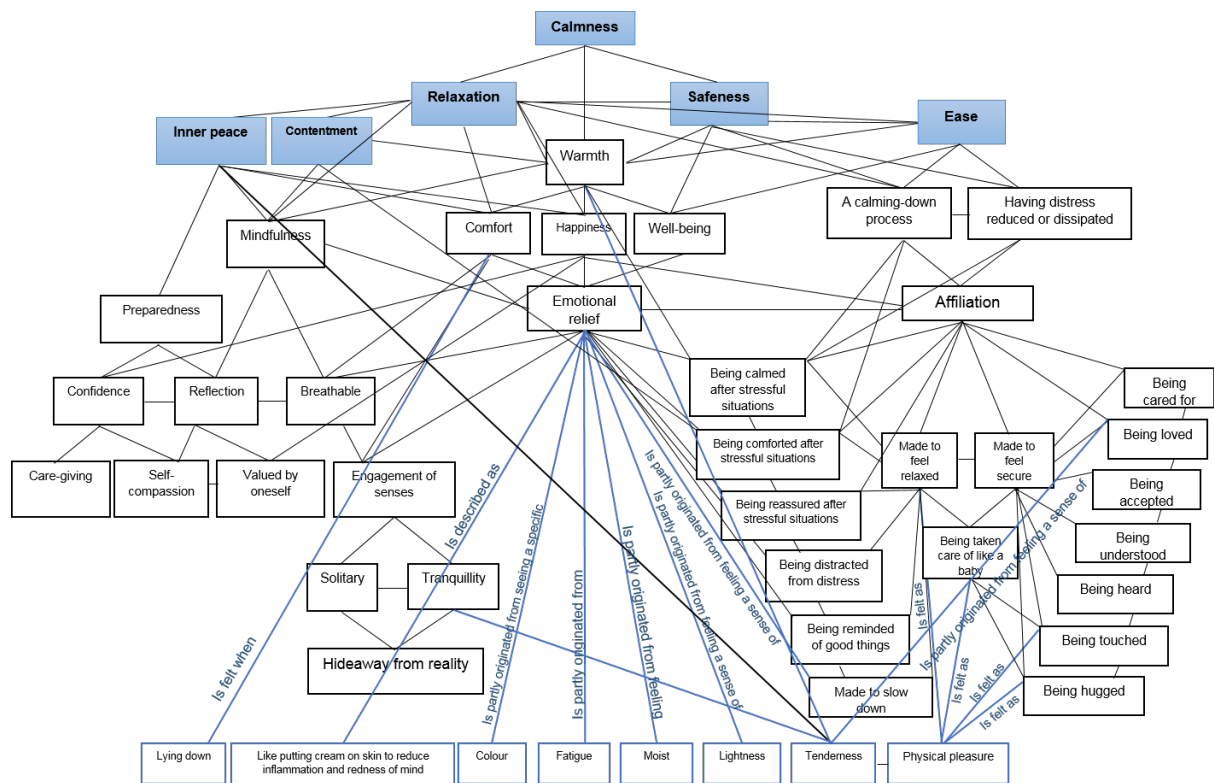 Calmness
Relaxation
Safeness
Ease
Inner peace
Contentment
Warmth
A calming-down
process
Having distress
reduced or dissipated
Mindfulness
Comfort
Happiness
Well-being
Preparedness
Emotional
relief
Affiliation
Confidence
Reflection
Breathable
Being calmed
after stressful
situations
Being
cared for
Being comforted after
stressful situations
Made to
feel
relaxed
Made to
feel
secure
Being loved
Care-giving
Self-
compassion
Valued by
oneself
Engagement of
senses
Being reassured after
stressful situations
Being
accepted
Being taken
care of like a
baby
Being
understood
Being distracted
from distress
Solitary
Tranquillity
Being heard
Being reminded
of good things
Being touched
Hideaway from reality
Made to slow
down
Being hugged
Is felt when
Is described as
Is partly originated from seeing a specific
Is partly originated from
Is partly originated from feeling
Is partly originated from feeling a sense of
Is partly originated from feeling a sense of
Is partly originated from feeling a sense of
Is felt as
Is felt as
Is felt as
Is felt as
Lying down
Like putting cream on skin to reduce
inflammation and redness of mind
Colour
Fatigue
Moist
Lightness
Tenderness
Physical pleasure